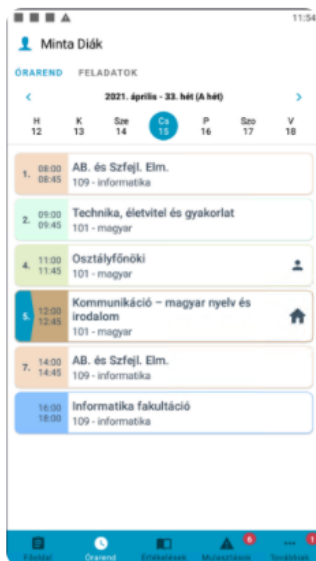 11:54
Minta Diák
ÓRAREND FELADATOK
2021. április - 33. hét (A hét)
H K Sze Cs P Szo V
12 13 14 15 16 17 18
1. 08:00 AB. és Szfejl. Elm.
08:45 109 - informatika
2. 09:00 Technika, életvitel és gyakorlat
09:45 101 - magyar
4. 11:00 Osztályfőnöki
11:45 101 - magyar
5. 12:00 Kommunikáció – magyar nyelv és
12:45 irodalom
101 - magyar
7. 14:00 AB. és Szfejl. Elm.
14:45 109 - informatika
16:00 Informatika fakultáció
18:00 109 - informatika
6 1
Főoldal Órarend Értékelések Mulasztások